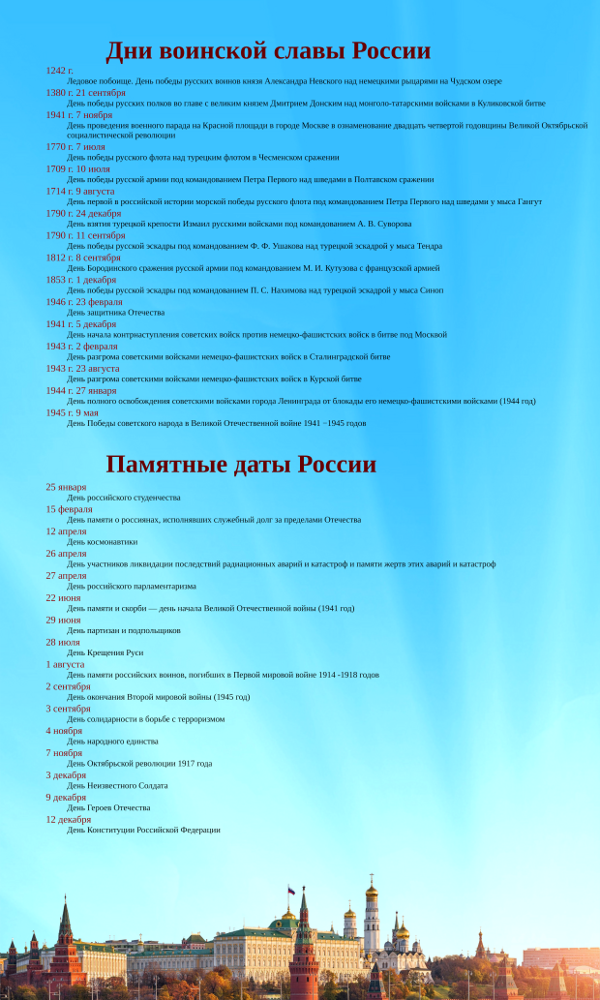 Дни воинской славы России
1242 г.
Ледовое побоище. День победы русских воинов князя Александра Невского над немецкими рыцарями на Чудском озере
1380 г. 21 сентября
День победы русских полков во главе с великим князем Дмитрием Донским над монголо-татарскими войсками в Куликовской битве
1941 г. 7 ноября
День проведения военного парада на Красной площади в городе Москве в ознаменование двадцать четвертой годовщины Великой Октябрьской
социалистической революции
1770 г. 7 июля
День победы русского флота над турецким флотом в Чесменском сражении
1709 г. 10 июля
День победы русской армии под командованием Петра Первого над шведами в Полтавском сражении
1714 г. 9 августа
День первой в российской истории морской победы русского флота под командованием Петра Первого над шведами у мыса Гангут
1790 г. 24 декабря
День взятия турецкой крепости Измаил русскими войсками под командованием А. В. Суворова
1790 г. 11 сентября
День победы русской эскадры под командованием Ф. Ф. Ушакова над турецкой эскадрой у мыса Тендра
1812 г. 8 сентября
День Бородинского сражения русской армии под командованием М. И. Кутузова с французской армией
1853 г. 1 декабря
День победы русской эскадры под командованием П. С. Нахимова над турецкой эскадрой у мыса Синоп
1946 г. 23 февраля
День защитника Отечества
1941 г. 5 декабря
День начала контрнаступления советских войск против немецко-фашистских войск в битве под Москвой
1943 г. 2 февраля
День разгрома советскими войсками немецко-фашистских войск в Сталинградской битве
1943 г. 23 августа
День разгрома советскими войсками немецко-фашистских войск в Курской битве
1944 г. 27 января
День полного освобождения советскими войсками города Ленинграда от блокады его немецко-фашистскими войсками (1944 год)
1945 г. 9 мая
День Победы советского народа в Великой Отечественной войне 1941 −1945 годов
Памятные даты России
25 января
День российского студенчества
15 февраля
День памяти о россиянах, исполнявших служебный долг за пределами Отечества
12 апреля
День космонавтики
26 апреля
День участников ликвидации последствий радиационных аварий и катастроф и памяти жертв этих аварий и катастроф
27 апреля
День российского парламентаризма
22 июня
День памяти и скорби — день начала Великой Отечественной войны (1941 год)
29 июня
День партизан и подпольщиков
28 июля
День Крещения Руси
1 августа
День памяти российских воинов, погибших в Первой мировой войне 1914 -1918 годов
2 сентября
День окончания Второй мировой войны (1945 год)
3 сентября
День солидарности в борьбе с терроризмом
4 ноября
День народного единства
7 ноября
День Октябрьской революции 1917 года
3 декабря
День Неизвестного Солдата
9 декабря
День Героев Отечества
12 декабря
День Конституции Российской Федерации